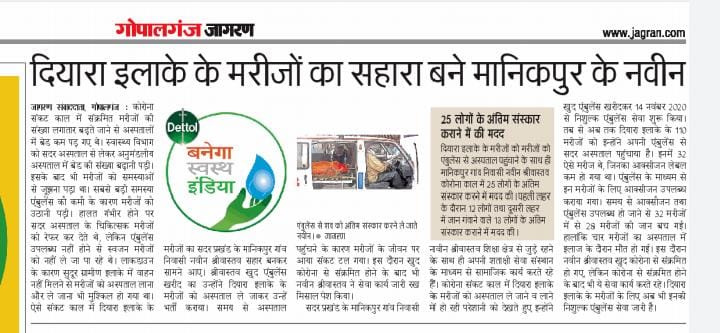 गोपालगंज जागरण
www.jagran.com
दियारा इलाके के मरीजों का सहारा बने मानिकपुर के नवीन
जागरण संवाददाता, गोपालगंज : कोरोना
संकट काल में संक्रमित मरीजों की
संख्या लगातार बढ़ते जाने से अस्पतालों
में बेड कम पड़ गए थे। स्वास्थ्य विभाग
को सदर अस्पताल से लेकर अनुमंडलीय
अस्पताल में बेड की संख्या बढ़ानी पड़ी।
इसके बाद भी मरीजों को समस्याओं
से जूझना पड़ा था। सबसे बड़ी समस्या
एंबुलेंस की कमी के कारण मरीजों को
उठानी पड़ी। हालत गंभीर होने पर
सदर अस्पताल के चिकित्सक मरीजों
को रेफर कर देते थे, लेकिन एंबुलेंस
उपलब्ध नहीं होने से स्वजन मरीजों
को नहीं ले जा पा रहे थे। लाकडाउन
के कारण सुदूर ग्रामीण इलाके में वाहन
नहीं मिलने से मरीजों को अस्पताल लाना
और ले जाना भी मुश्किल हो गया था।
ऐसे संकट काल में दियारा इलाके के
Dettol
बनेगा
स्वस्थ
इंडिया
मरीजों का सदर प्रखंड के मानिकपुर गांव
निवासी नवीन श्रीवास्तव सहारा बनकर
सामने आए। श्रीवास्तव खुद एंबुलेंस
खरीद का उन्होंने दियारा इलाके के
मरीजों को अस्पताल ले जाकर उन्हें
भर्ती कराया। समय से अस्पताल
एंबुलेंस से शव को अंतिम संस्कार करने ले जाते
नवीन। ● जागरण
पहुंचने के कारण मरीजों के जीवन पर
आया संकट टल गया। इस दौरान खुद
कोरोना से संक्रमित होने के बाद भी
नवीन श्रीवास्तव ने सेवा कार्य जारी रख
मिसाल पेश किया।
सदर प्रखंड के मानिकपुर गांव निवासी
25 लोगों के अंतिम संस्कार
कराने में की मदद
दियारा इलाके के मरीजों को मरीजों को
एंबुलेंस से अस्पताल पहुंचाने के साथ ही
मानिकपुर गांव निवासी नवीन श्रीवास्तव
कोरोना काल में 25 लोगों के अंतिम
संस्कार करने में भी मदद की। पहली लहर
के दौरान 12 लोगों तथा दूसरी लहर
में जान गंवाने वाले 13 लोगों के अंतिम
संस्कार कराने में मदद की।
नवीन श्रीवास्तव शिक्षा क्षेत्र से जुड़े रहने
के साथ ही अपनी शताक्षी सेवा संस्थान
के माध्यम से सामाजिक कार्य करते रहे
हैं। कोरोना संकट काल में दियारा इलाके
के मरीजों को अस्पताल ले जाने व लाने
में हो रही परेशानी को देखते हुए इन्होंने
खुद एंबुलेंस खरीदकर 14 नवंबर 2020
से निशुल्क एंबुलेंस सेवा शुरू किया।
तब से अब तक दियारा इलाके के 110
मरीजों को इन्होंने अपनी एंबुलेंस से
सदर अस्पताल पहुंचाया है। इनमें 32
ऐसे मरीज थे, जिनका आक्सीजन लेबल
कम हो गया था। एंबुलेंस के माध्यम से
इन मरीजों के लिए आक्सीजन उपलब्ध
कराया गया। समय से आक्सीजन तथा
एंबुलेंस उपलब्ध हो जाने से 32 मरीजों
में से 28 मरीजों की जान बच गई।
हालांकि चार मरीजों का अस्पताल में
इलाज के दौरान मौत हो गई। इस दौरान
नवीन श्रीवास्तव खुद कोरोना से संक्रमित
हो गए, लेकिन कोरोना से संक्रमित होने
के बाद भी ये सेवा कार्य करते रहे। दियारा
इलाके के मरीजों के लिए अब भी इनकी
निशुल्क एंबुलेंस सेवा जारी है।